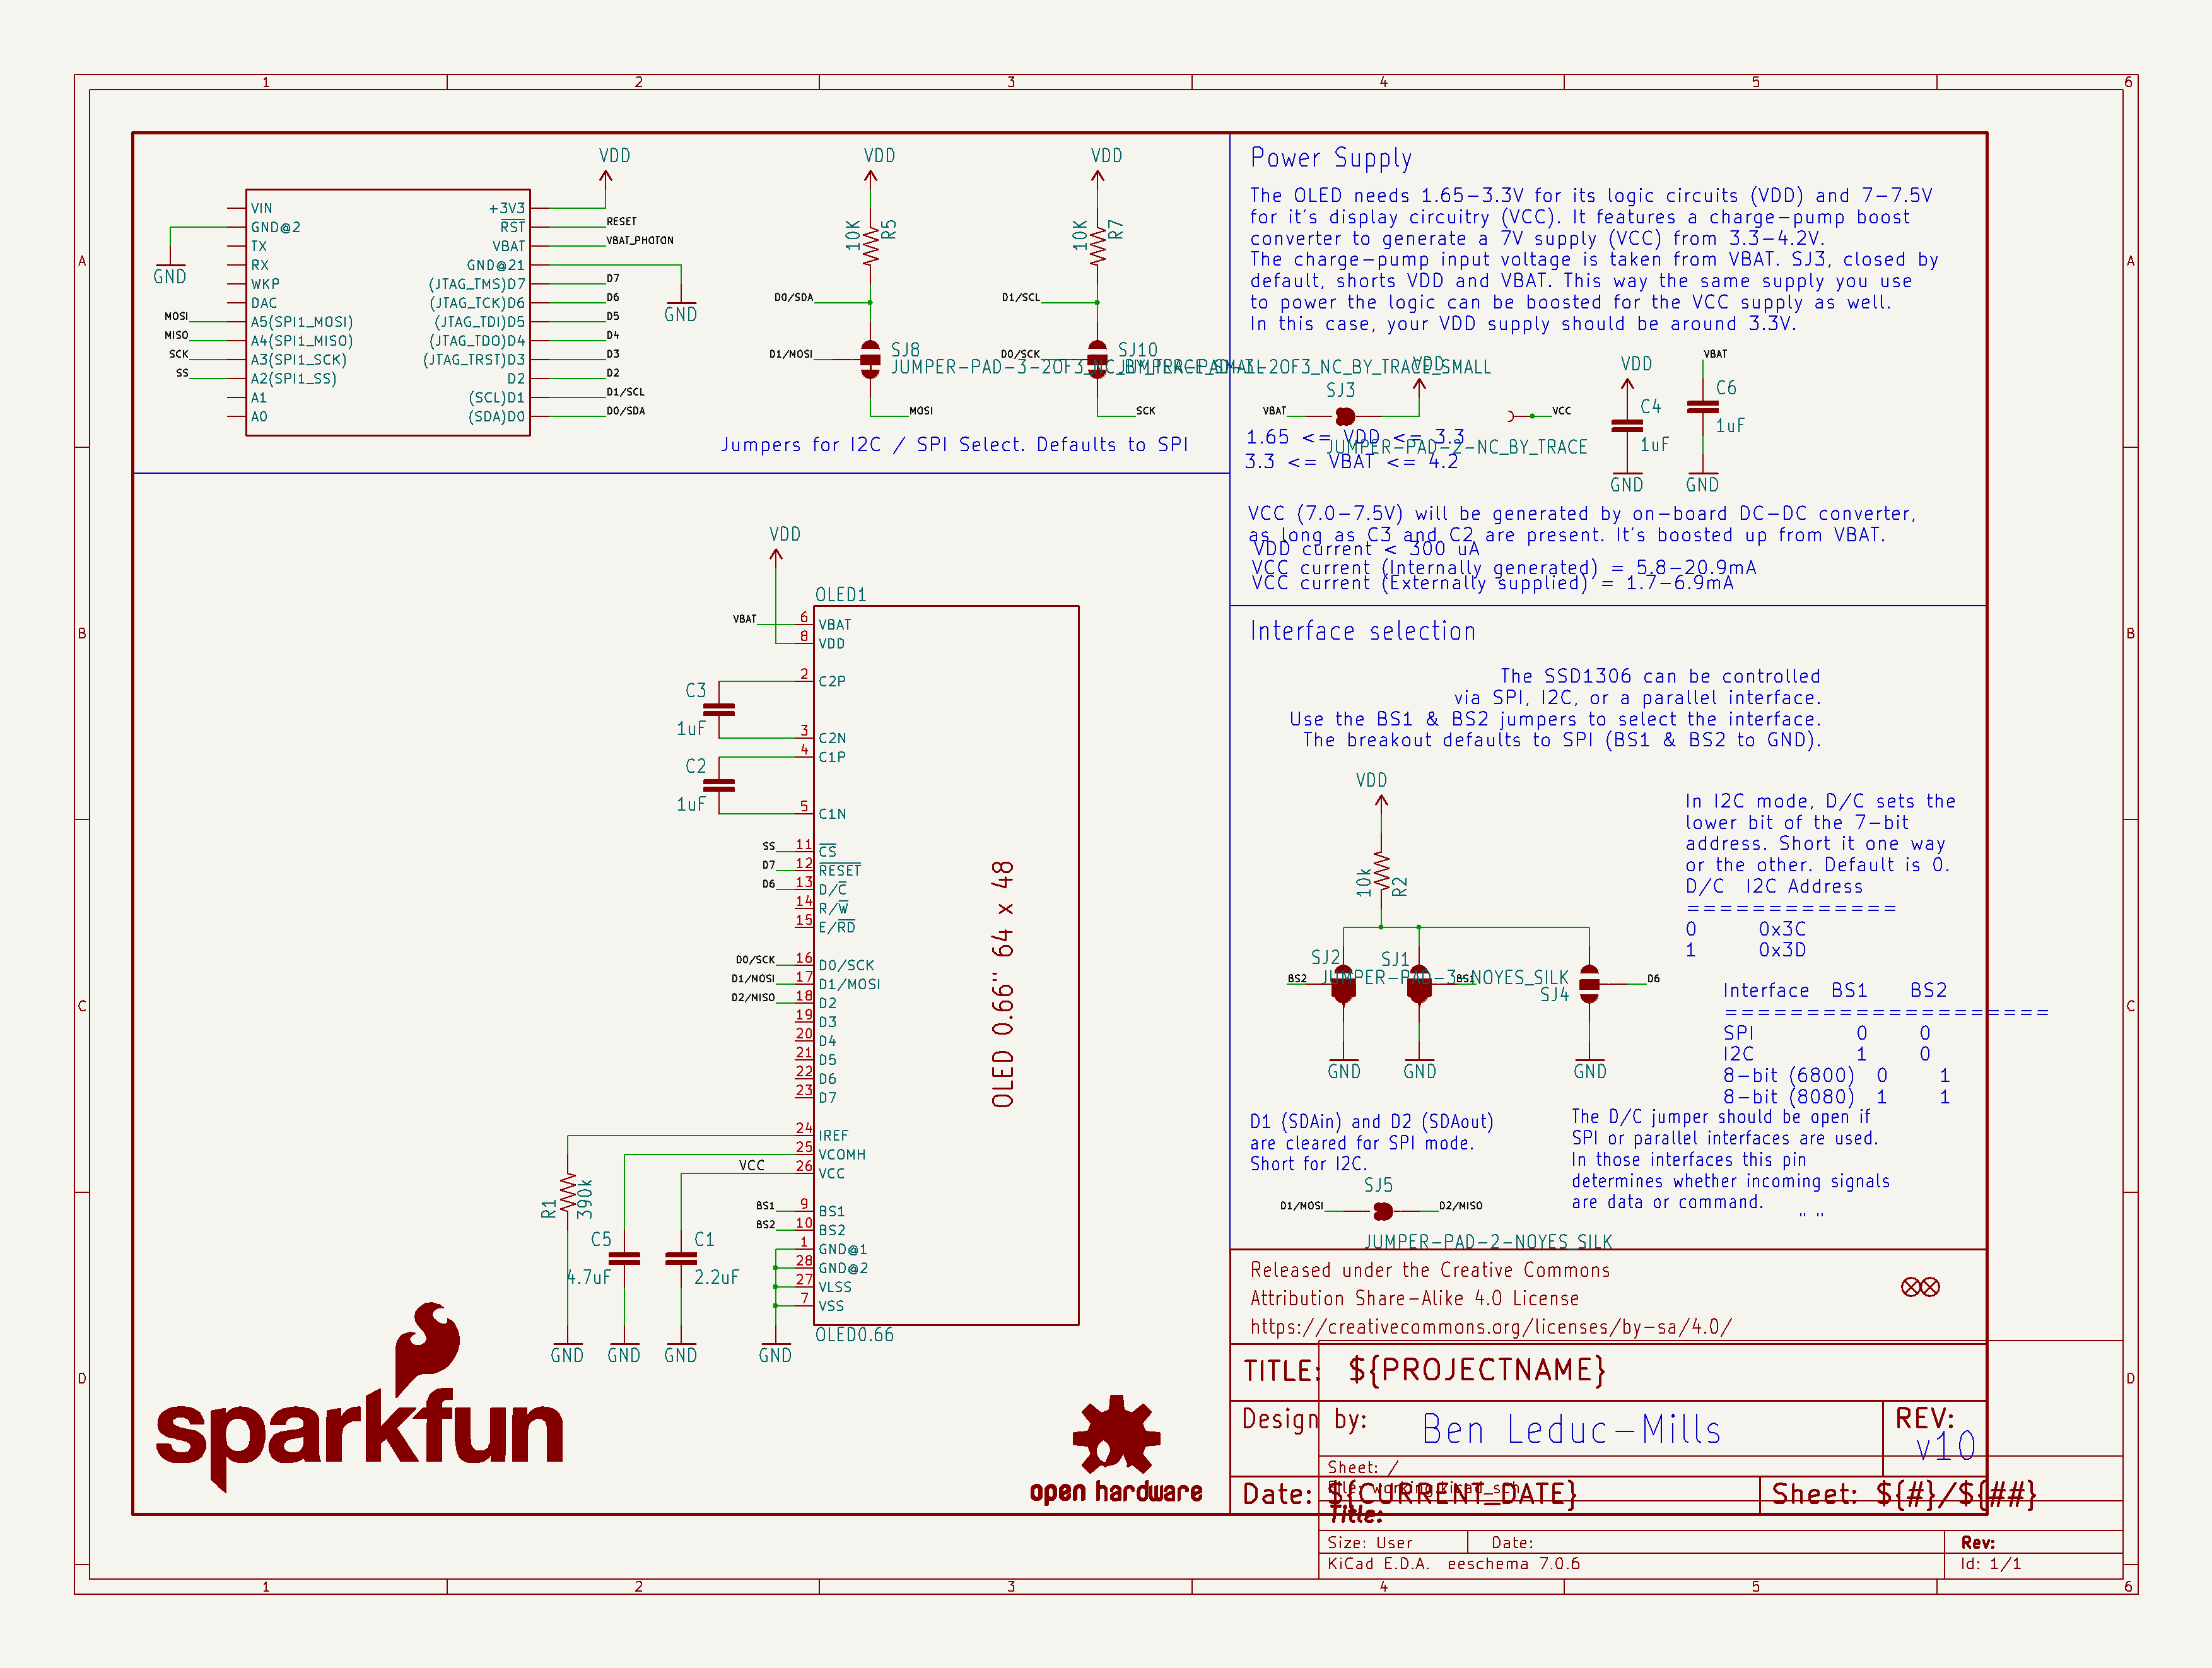 1 2 3 4 5 6
A
B
C
D
VDD
VIN
GND@2
TX
RX
WKP
DAC
A5(SPI1_MOSI)
A4(SPI1_MISO)
A3(SPI1_SCK)
A2(SPI1_SS)
A1
A0
+3V3
RST
VBAT
GND@21
(JTAG_TMS)D7
(JTAG_TCK)D6
(JTAG_TDI)D5
(JTAG_TDO)D4
(JTAG_TRST)D3
D2
(SCL)D1
(SDA)D0
GND
MOSI
MISO
SCK
SS
RESET
VBAT_PHOTON
D7
D6
D5
D4
D3
D2
D1/SCL
D0/SDA
GND
VDD
10K
R5
D0/SDA
D1/MOSI
SJ8
JUMPER-PAD-3-2OF3_NC_BY_TRACE_SMALL
MOSI
VDD
10K
R7
D1/SCL
D0/SCK
SJ10
JUMPER-PAD-3-2OF3_NC_BY_TRACE_SMALL
SCK
Jumpers for I2C / SPI Select. Defaults to SPI
Power Supply
The OLED needs 1.65-3.3V for its logic circuits (VDD) and 7-7.5V
for it's display circuitry (VCC). It features a charge-pump boost
converter to generate a 7V supply (VCC) from 3.3-4.2V.
The charge-pump input voltage is taken from VBAT. SJ3, closed by
default, shorts VDD and VBAT. This way the same supply you use
to power the logic can be boosted for the VCC supply as well.
In this case, your VDD supply should be around 3.3V.
VDD
SJ3
VBAT
JUMPER-PAD-2-NC_BY_TRACE
VCC
VDD
C4
1uF
GND
VBAT
C6
1uF
GND
1.65 <= VDD <= 3.3
3.3 <= VBAT <= 4.2
VCC (7.0-7.5V) will be generated by on-board DC-DC converter,
as long as C3 and C2 are present. It's boosted up from VBAT.
VDD current < 300 uA
VCC current (Internally generated) = 5.8-20.9mA
VCC current (Externally supplied) = 1.7-6.9mA
VDD
OLED1
VBAT
6 VBAT
8 VDD
2 C2P
C3
1uF
3 C2N
4 C1P
C2
1uF
5 C1N
SS 11 CS
D7 12 RESET
D6 13 D/C
14 R/W
15 E/RD
D0/SCK 16 D0/SCK
D1/MOSI 17 D1/MOSI
D2/MISO 18 D2
19 D3
20 D4
21 D5
22 D6
23 D7
24 IREF
25 VCOMH
VCC 26 VCC
BS1 9 BS1
BS2 10 BS2
1 GND@1
28 GND@2
27 VLSS
7 VSS
OLED 0.66" 64 x 48
OLED0.66
R1
390k
C5
4.7uF
C1
2.2uF
GND GND GND GND
Interface selection
The SSD1306 can be controlled
via SPI, I2C, or a parallel interface.
Use the BS1 & BS2 jumpers to select the interface.
The breakout defaults to SPI (BS1 & BS2 to GND).
VDD
10k
R2
SJ2
SJ1
BS2
BS1
JUMPER-PAD-3-NOYES_SILK
SJ4
D6
GND GND GND
In I2C mode, D/C sets the
lower bit of the 7-bit
address. Short it one way
or the other. Default is 0.
D/C I2C Address
=============
0 0x3C
1 0x3D
Interface BS1 BS2
====================
SPI 0 0
I2C 1 0
8-bit (6800) 0 1
8-bit (8080) 1 1
D1 (SDAin) and D2 (SDAout)
are cleared for SPI mode.
Short for I2C.
SJ5
D1/MOSI
D2/MISO
JUMPER-PAD-2-NOYES_SILK
The D/C jumper should be open if
SPI or parallel interfaces are used.
In those interfaces this pin
determines whether incoming signals
are data or command.
" "
Released under the Creative Commons
Attribution Share-Alike 4.0 License
https://creativecommons.org/licenses/by-sa/4.0/
TITLE: ${PROJECTNAME}
Design by: Ben Leduc-Mills
REV:
v10
Sheet: /
File: working.kicad_sch
Date: ${CURRENT_DATE}
Sheet: ${#}/${##}
Title:
Size: User
Date:
Rev:
KiCad E.D.A. eeschema 7.0.6
Id: 1/1
sparkfun
open hardware
A
B
C
D
1 2 3 4 5 6